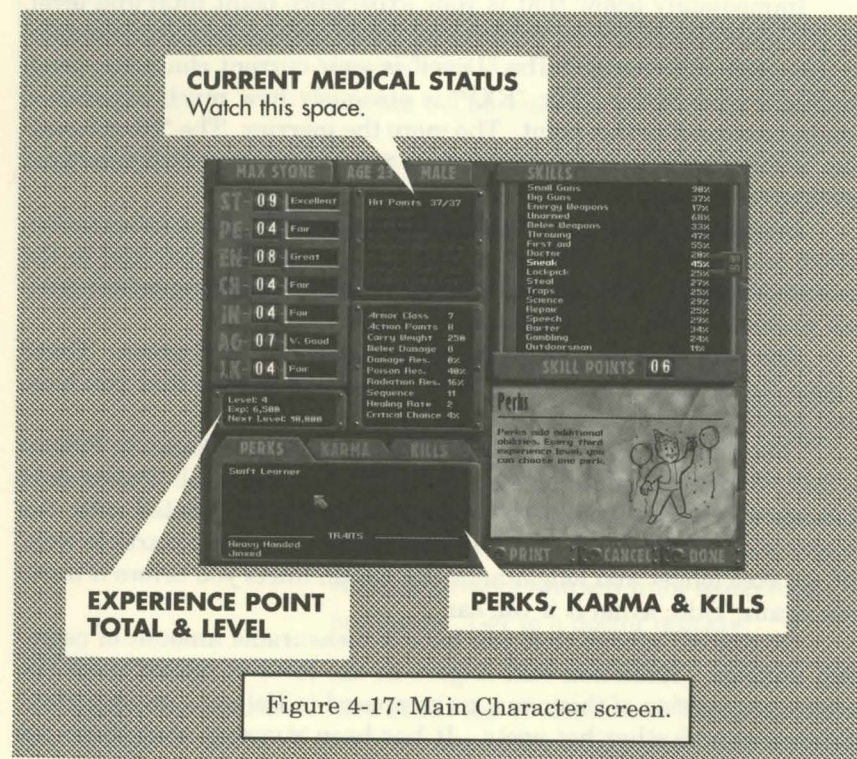 CURRENT MEDICAL STATUS
Watch this space.
MAX STONE AGE 23 MALE
ST- 09 Excellent
PE- 04 Fair
EN- 08 Great
CH- 04 Fair
IN- 04 Fair
AG- 07 V. Good
LK- 04 Fair
Hit Points 37/37
Armor Class 7
Action Points 8
Carry Weight 250
Melee Damage 8
Damage Res. 0%
Poison Res. 40%
Radiation Res. 16%
Sequence 11
Healing Rate 2
Critical Chance 4%
Level: 4
Exp: 6,500
Next Level: 10,000
PERKS KARMA KILLS
Swift Learner
TRAITS
Heavy Handed
Jinxed
SKILLS
Small Guns 90%
Big Guns 37%
Energy Weapons 17%
Unarmed
Melee Weapons 33%
Throwing 47%
First Aid 55%
Doctor 20%
Sneak 45%
Lockpick 25%
Steal 27%
Traps 25%
Science 29%
Repair 25%
Speech 29%
Barter 34%
Gambling 24%
Outdoorsman 11%
SKILL POINTS 06
Perks
Perks add additional
abilities. Every third
experience level, you
can choose one perk.
PRINT CANCEL DONE
EXPERIENCE POINT
TOTAL & LEVEL
PERKS, KARMA & KILLS
Figure 4-17: Main Character screen.